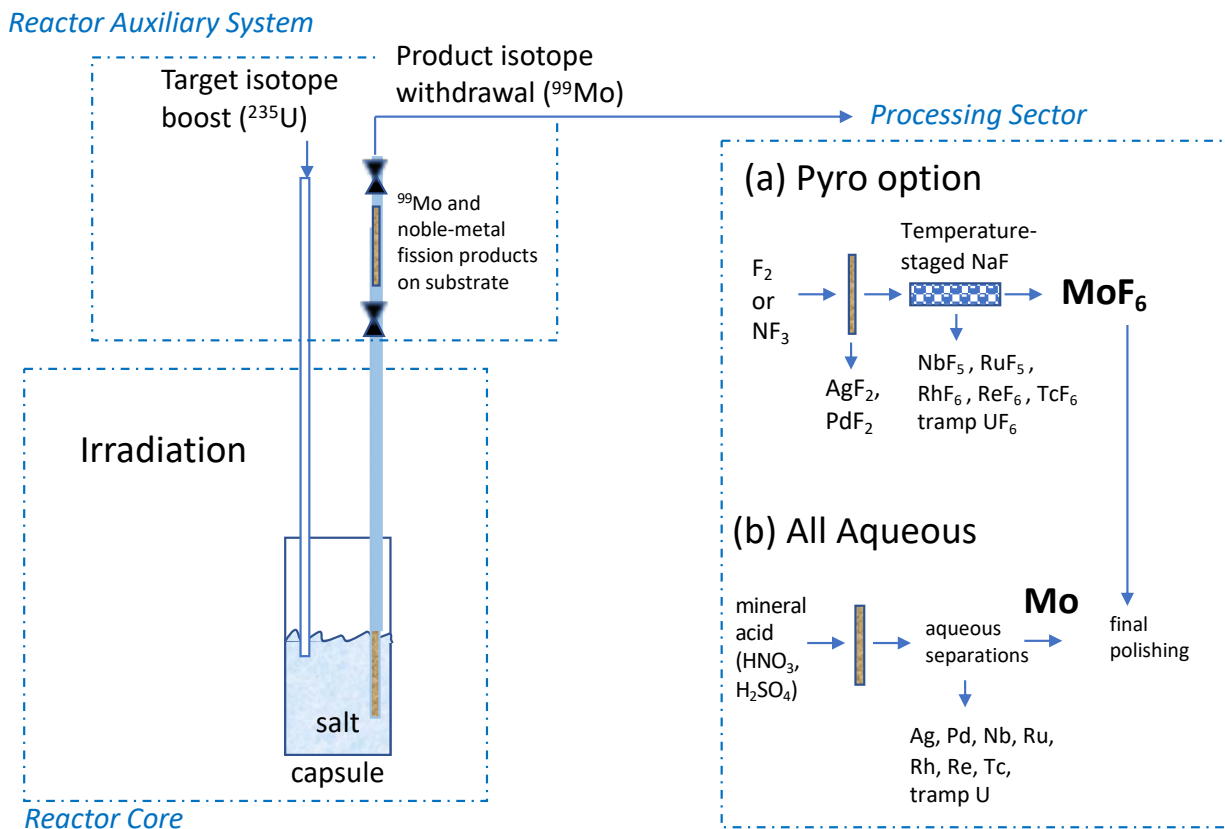 Reactor Auxiliary System
Target isotope
boost (²³⁵U)
Product isotope
withdrawal (⁹⁹Mo)
⁹⁹Mo and
noble-metal
fission products
on substrate
Irradiation
salt
capsule
Reactor Core
Processing Sector
(a) Pyro option
F₂
or
NF₃
Temperature-
staged NaF
MoF₆
AgF₂,
PdF₂
NbF₅ , RuF₅ ,
RhF₆ , ReF₆ , TcF₆
tramp UF₆
(b) All Aqueous
mineral
acid
(HNO₃,
H₂SO₄)
aqueous
separations
Mo
final
polishing
Ag, Pd, Nb, Ru,
Rh, Re, Tc,
tramp U